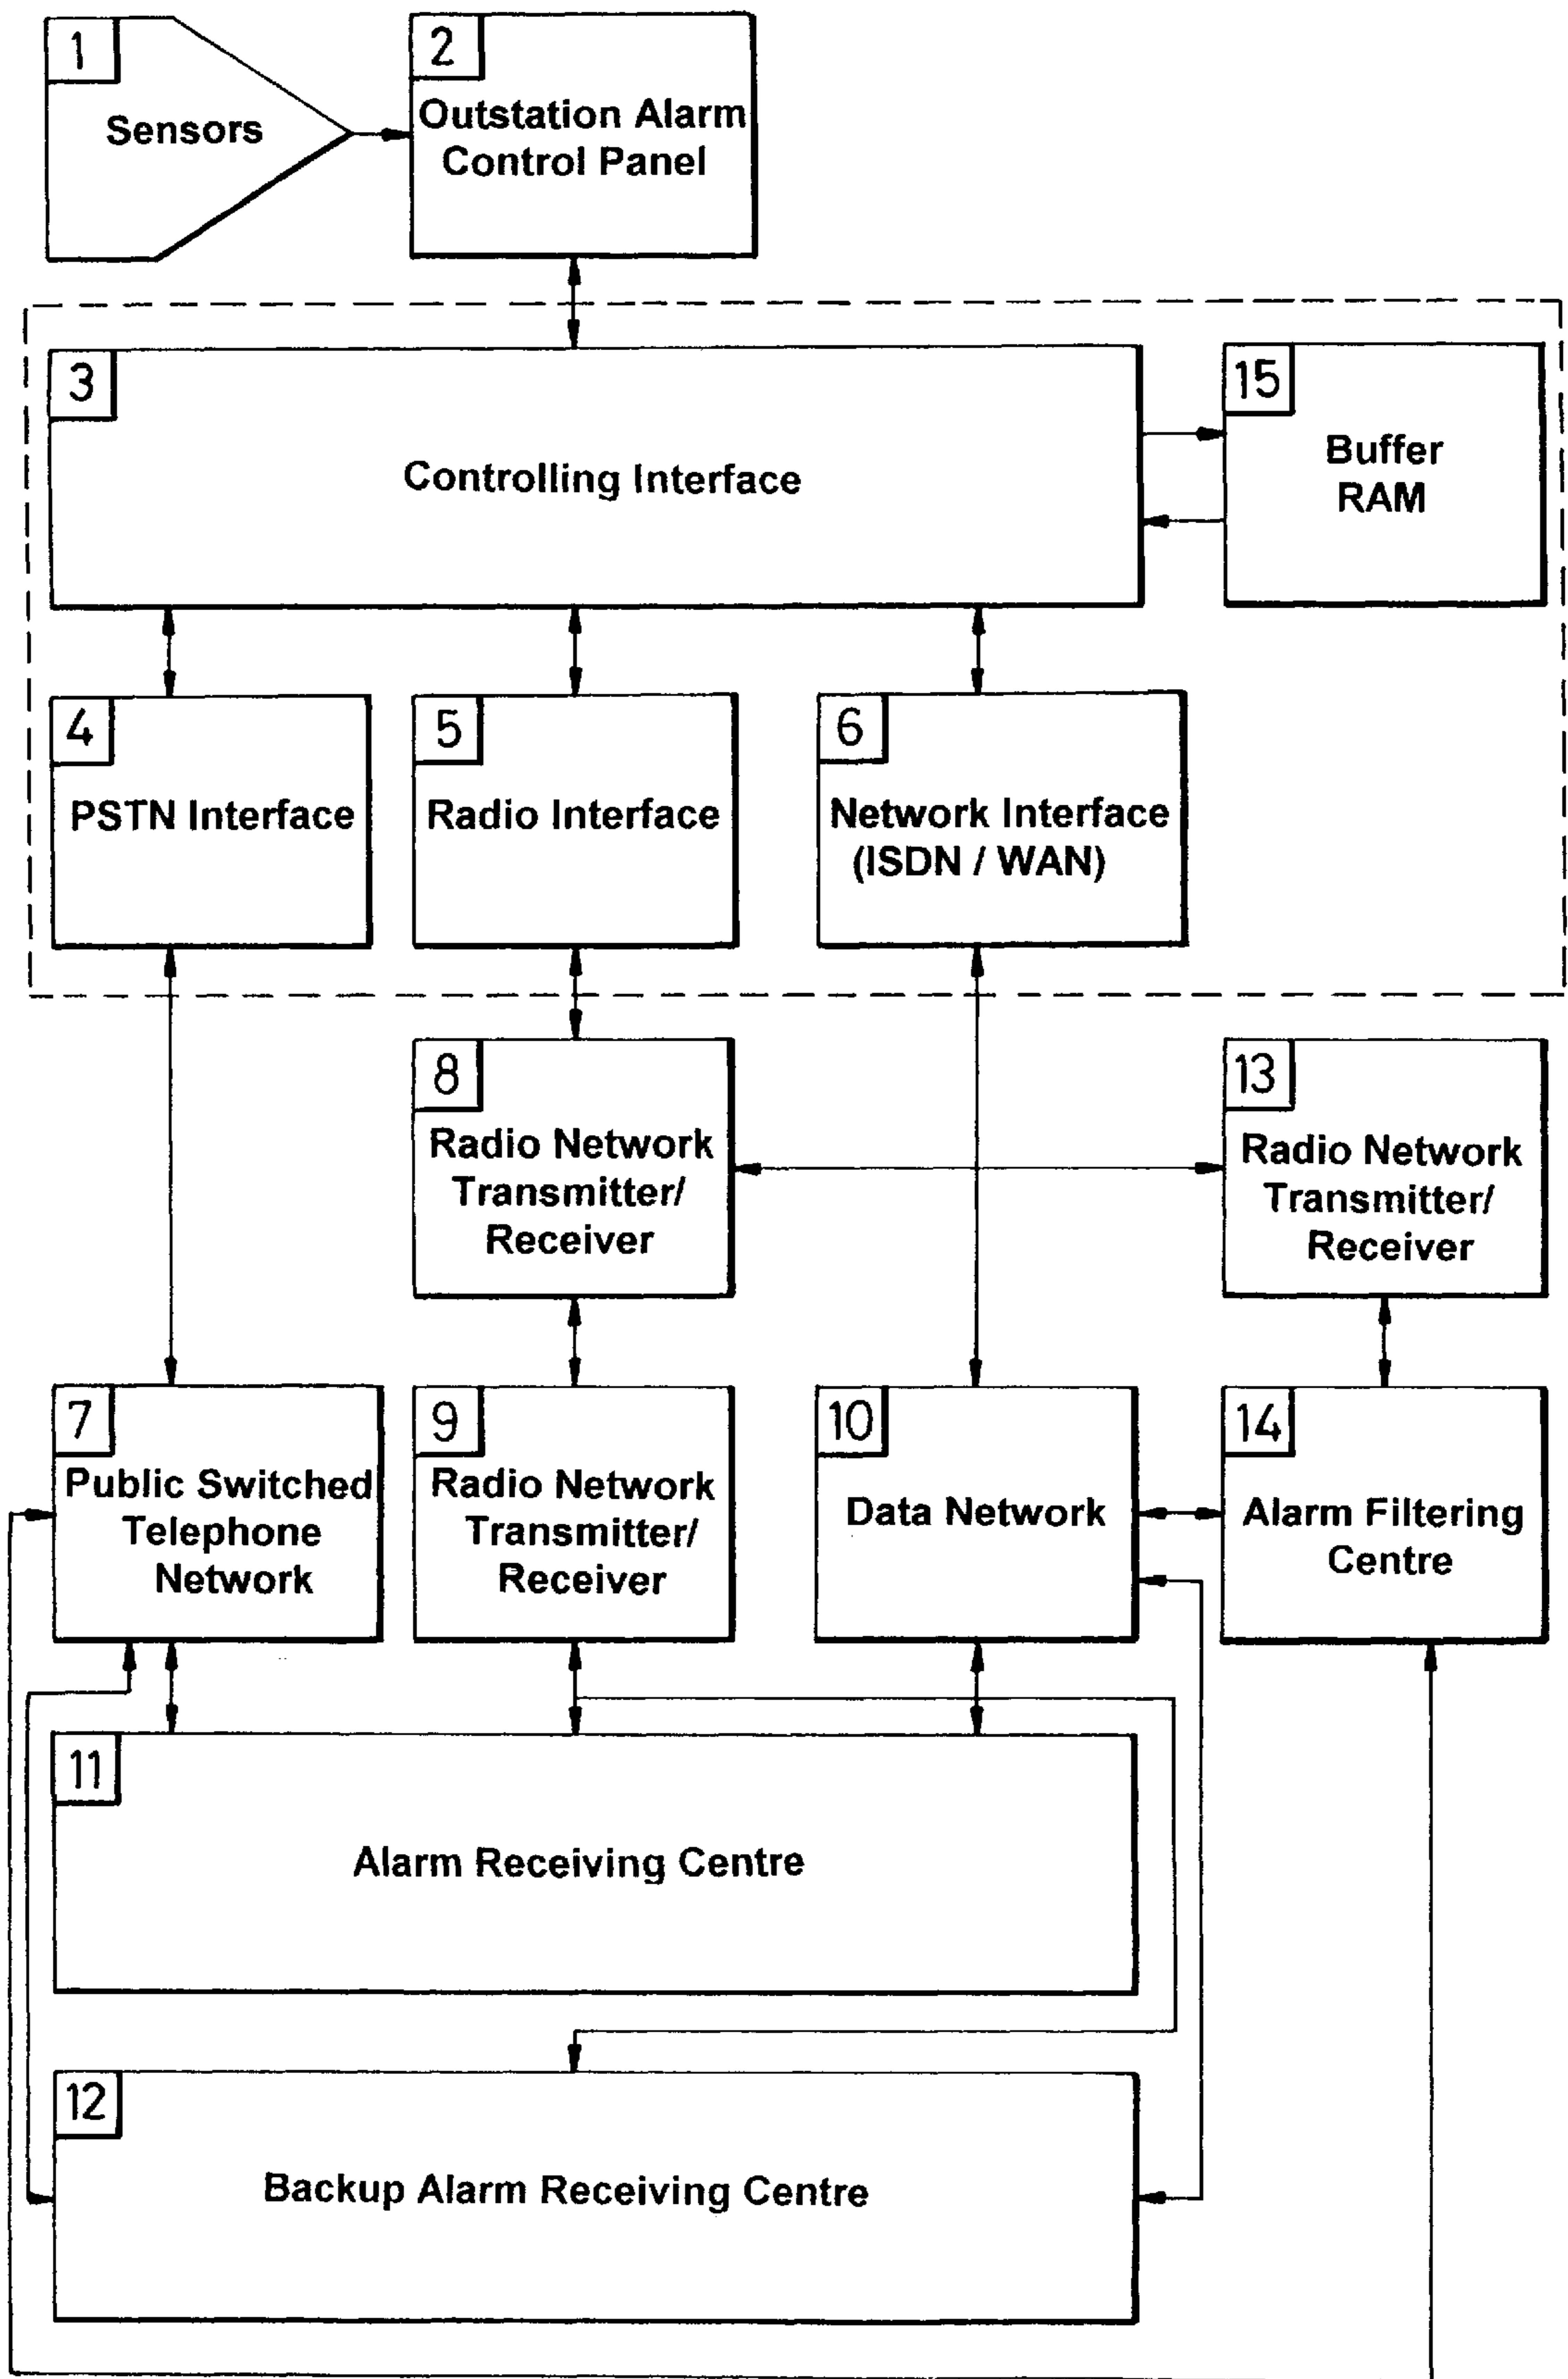 1
Sensors
2
Outstation Alarm
Control Panel
3
Controlling Interface
15
Buffer
RAM
4
PSTN Interface
5
Radio Interface
6
Network Interface
(ISDN / WAN)
8
Radio Network
Transmitter/
Receiver
13
Radio Network
Transmitter/
Receiver
7
Public Switched
Telephone
Network
9
Radio Network
Transmitter/
Receiver
10
Data Network
14
Alarm Filtering
Centre
11
Alarm Receiving Centre
12
Backup Alarm Receiving Centre